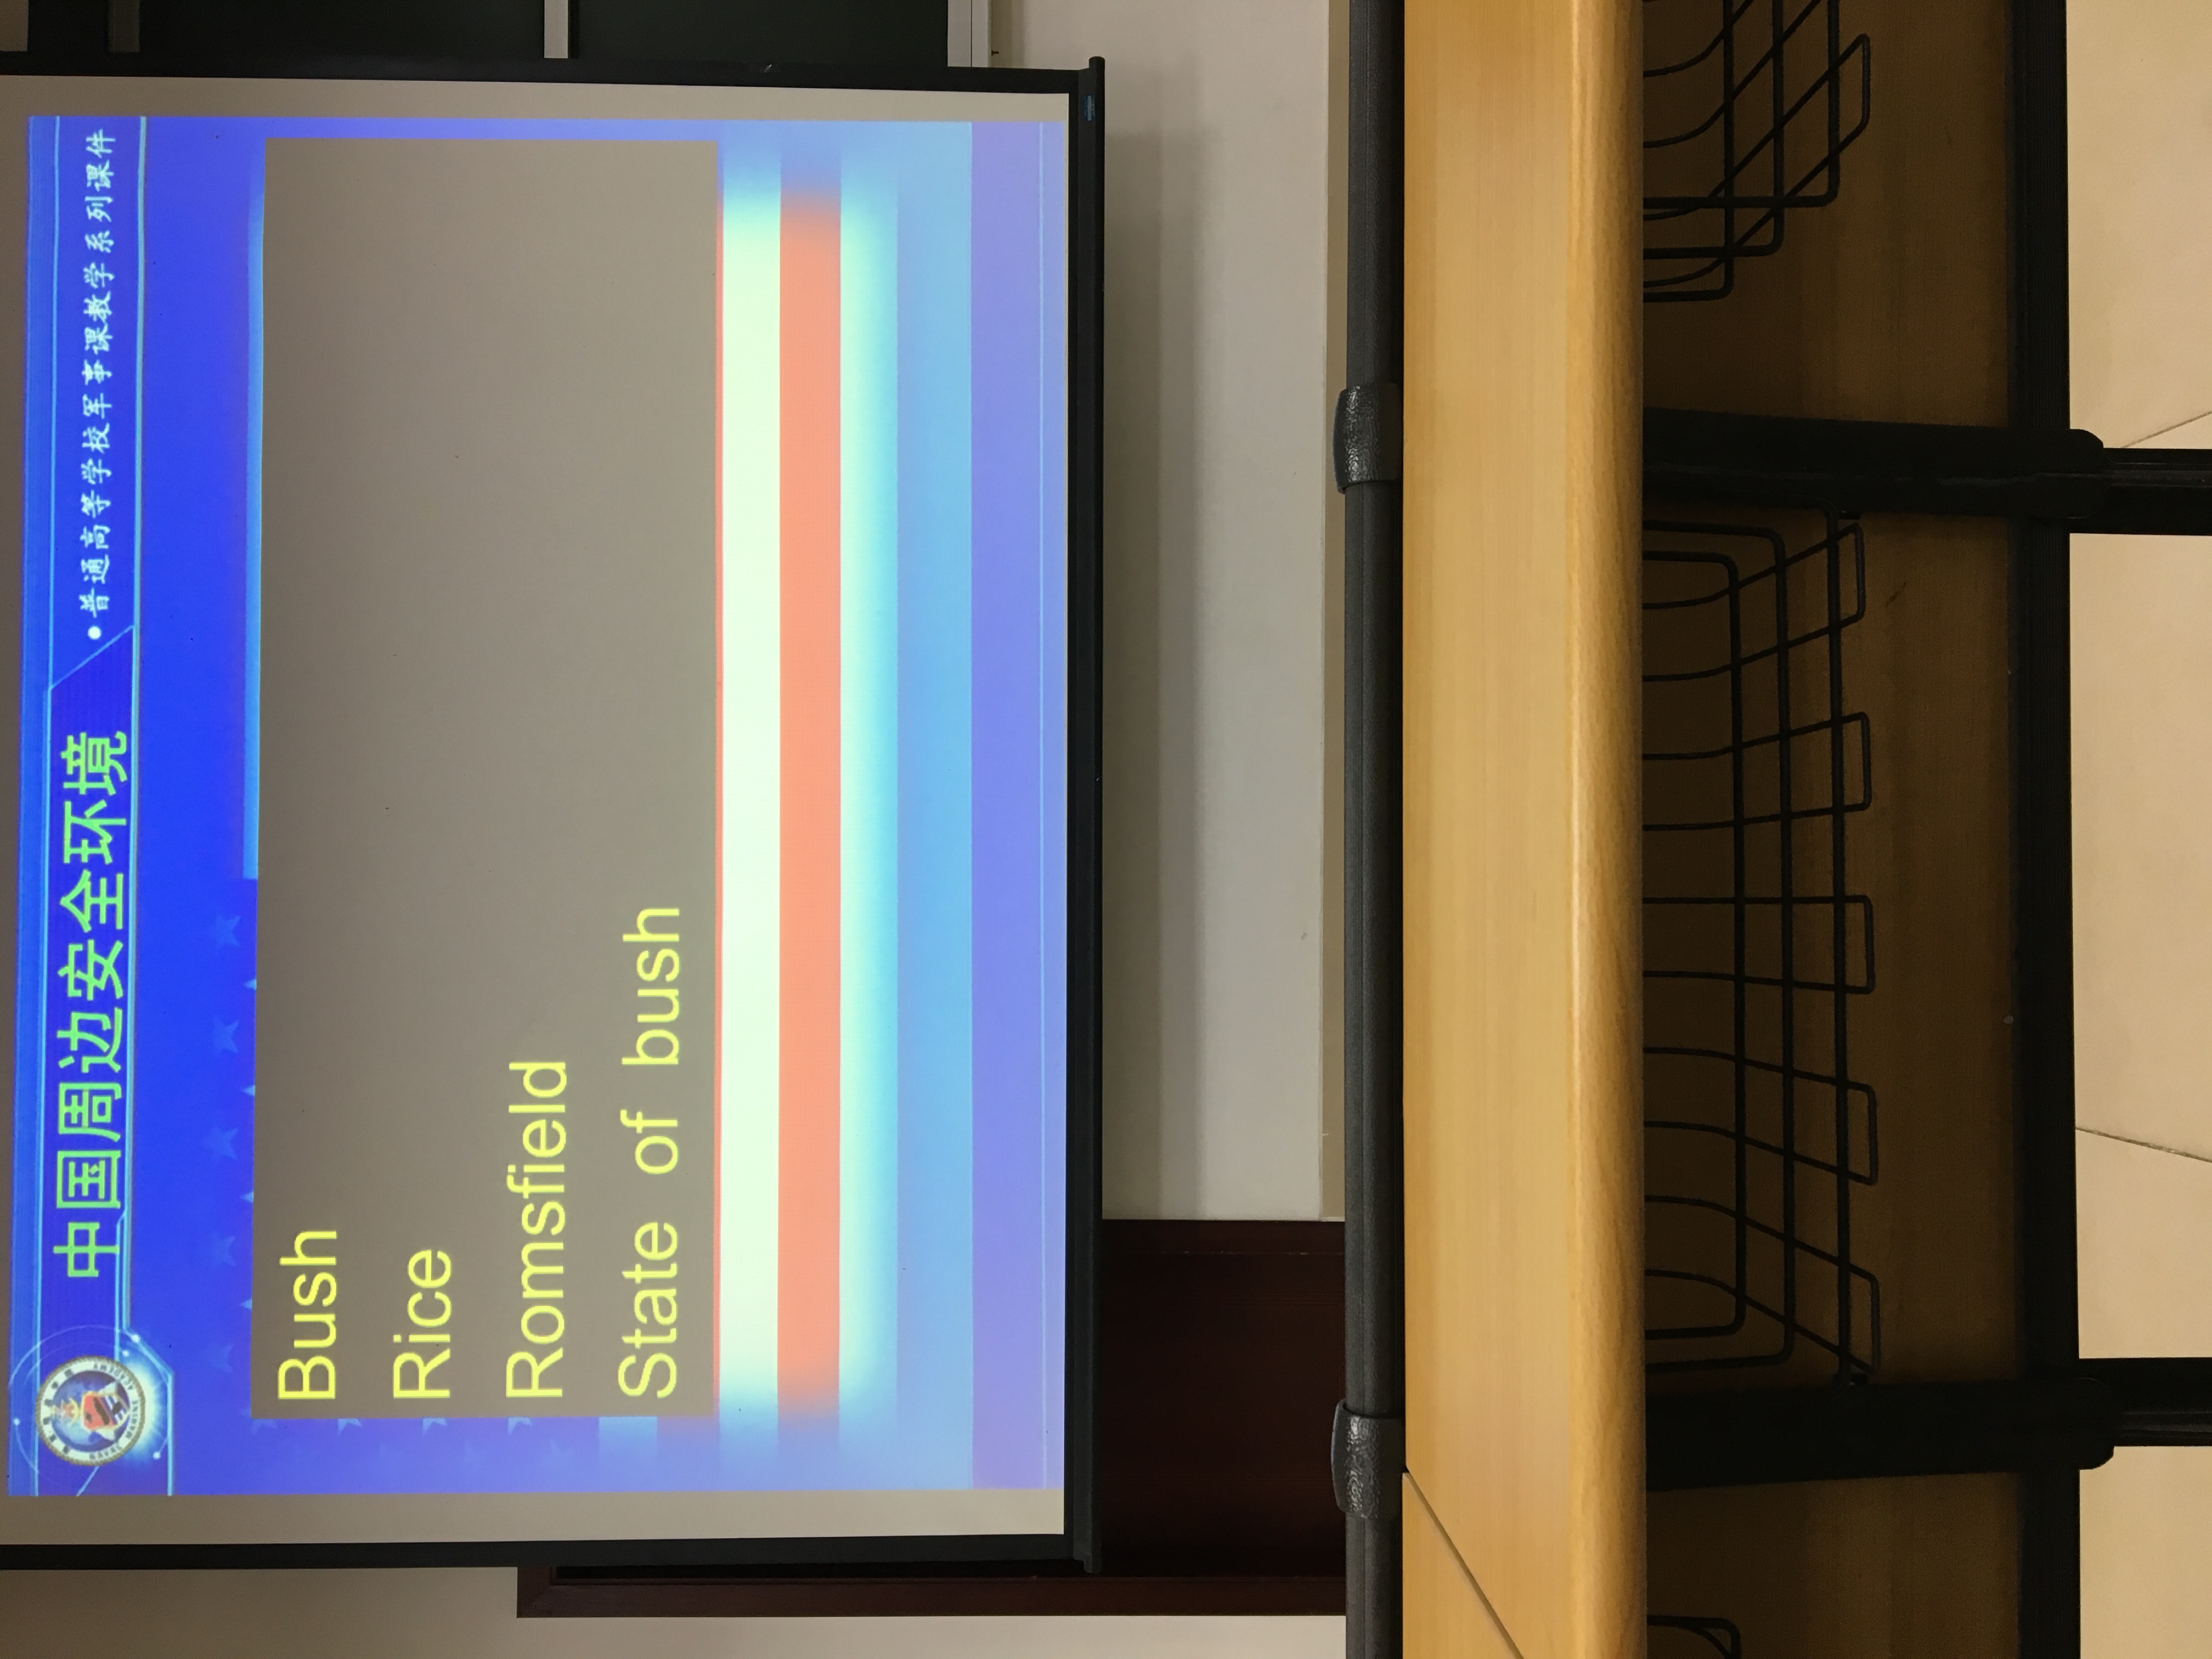 中国周边安全环境
•普通高等学校军事课教学系列课件
Bush
Rice
Romsfield
State of bush